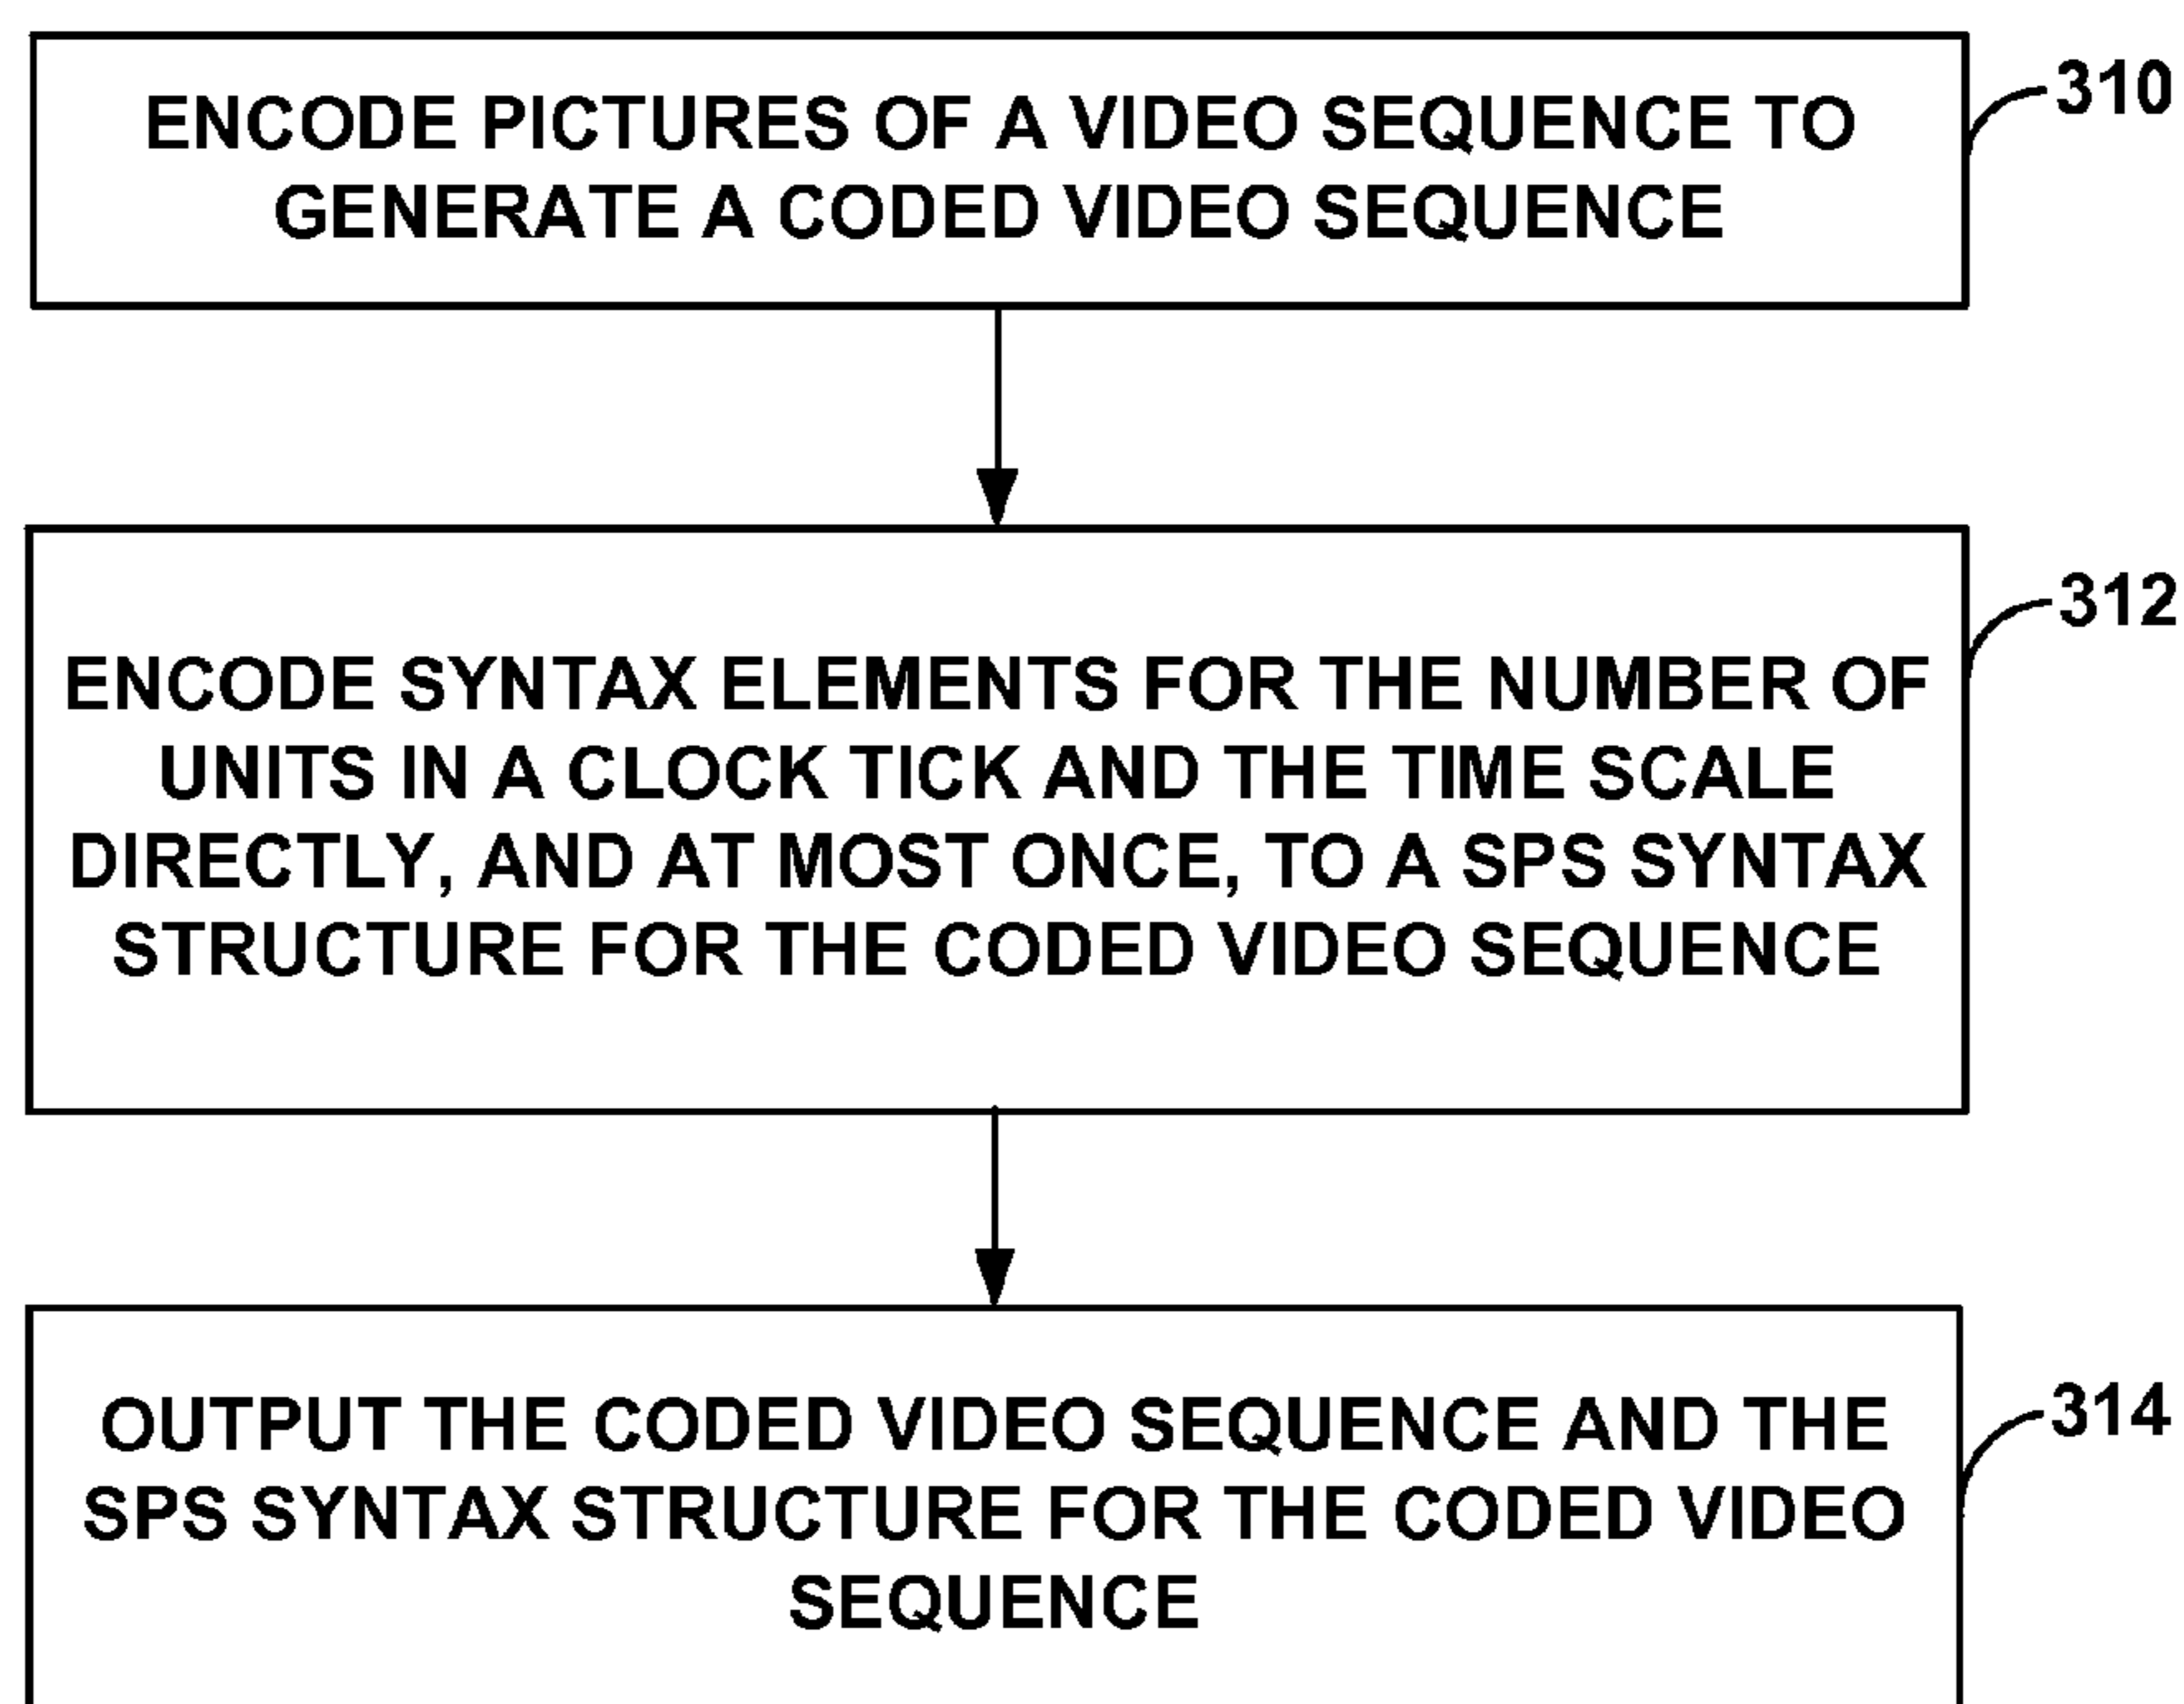 ENCODE PICTURES OF A VIDEO SEQUENCE TO
GENERATE A CODED VIDEO SEQUENCE
310
ENCODE SYNTAX ELEMENTS FOR THE NUMBER OF
UNITS IN A CLOCK TICK AND THE TIME SCALE
DIRECTLY, AND AT MOST ONCE, TO A SPS SYNTAX
STRUCTURE FOR THE CODED VIDEO SEQUENCE
312
OUTPUT THE CODED VIDEO SEQUENCE AND THE
SPS SYNTAX STRUCTURE FOR THE CODED VIDEO
SEQUENCE
314